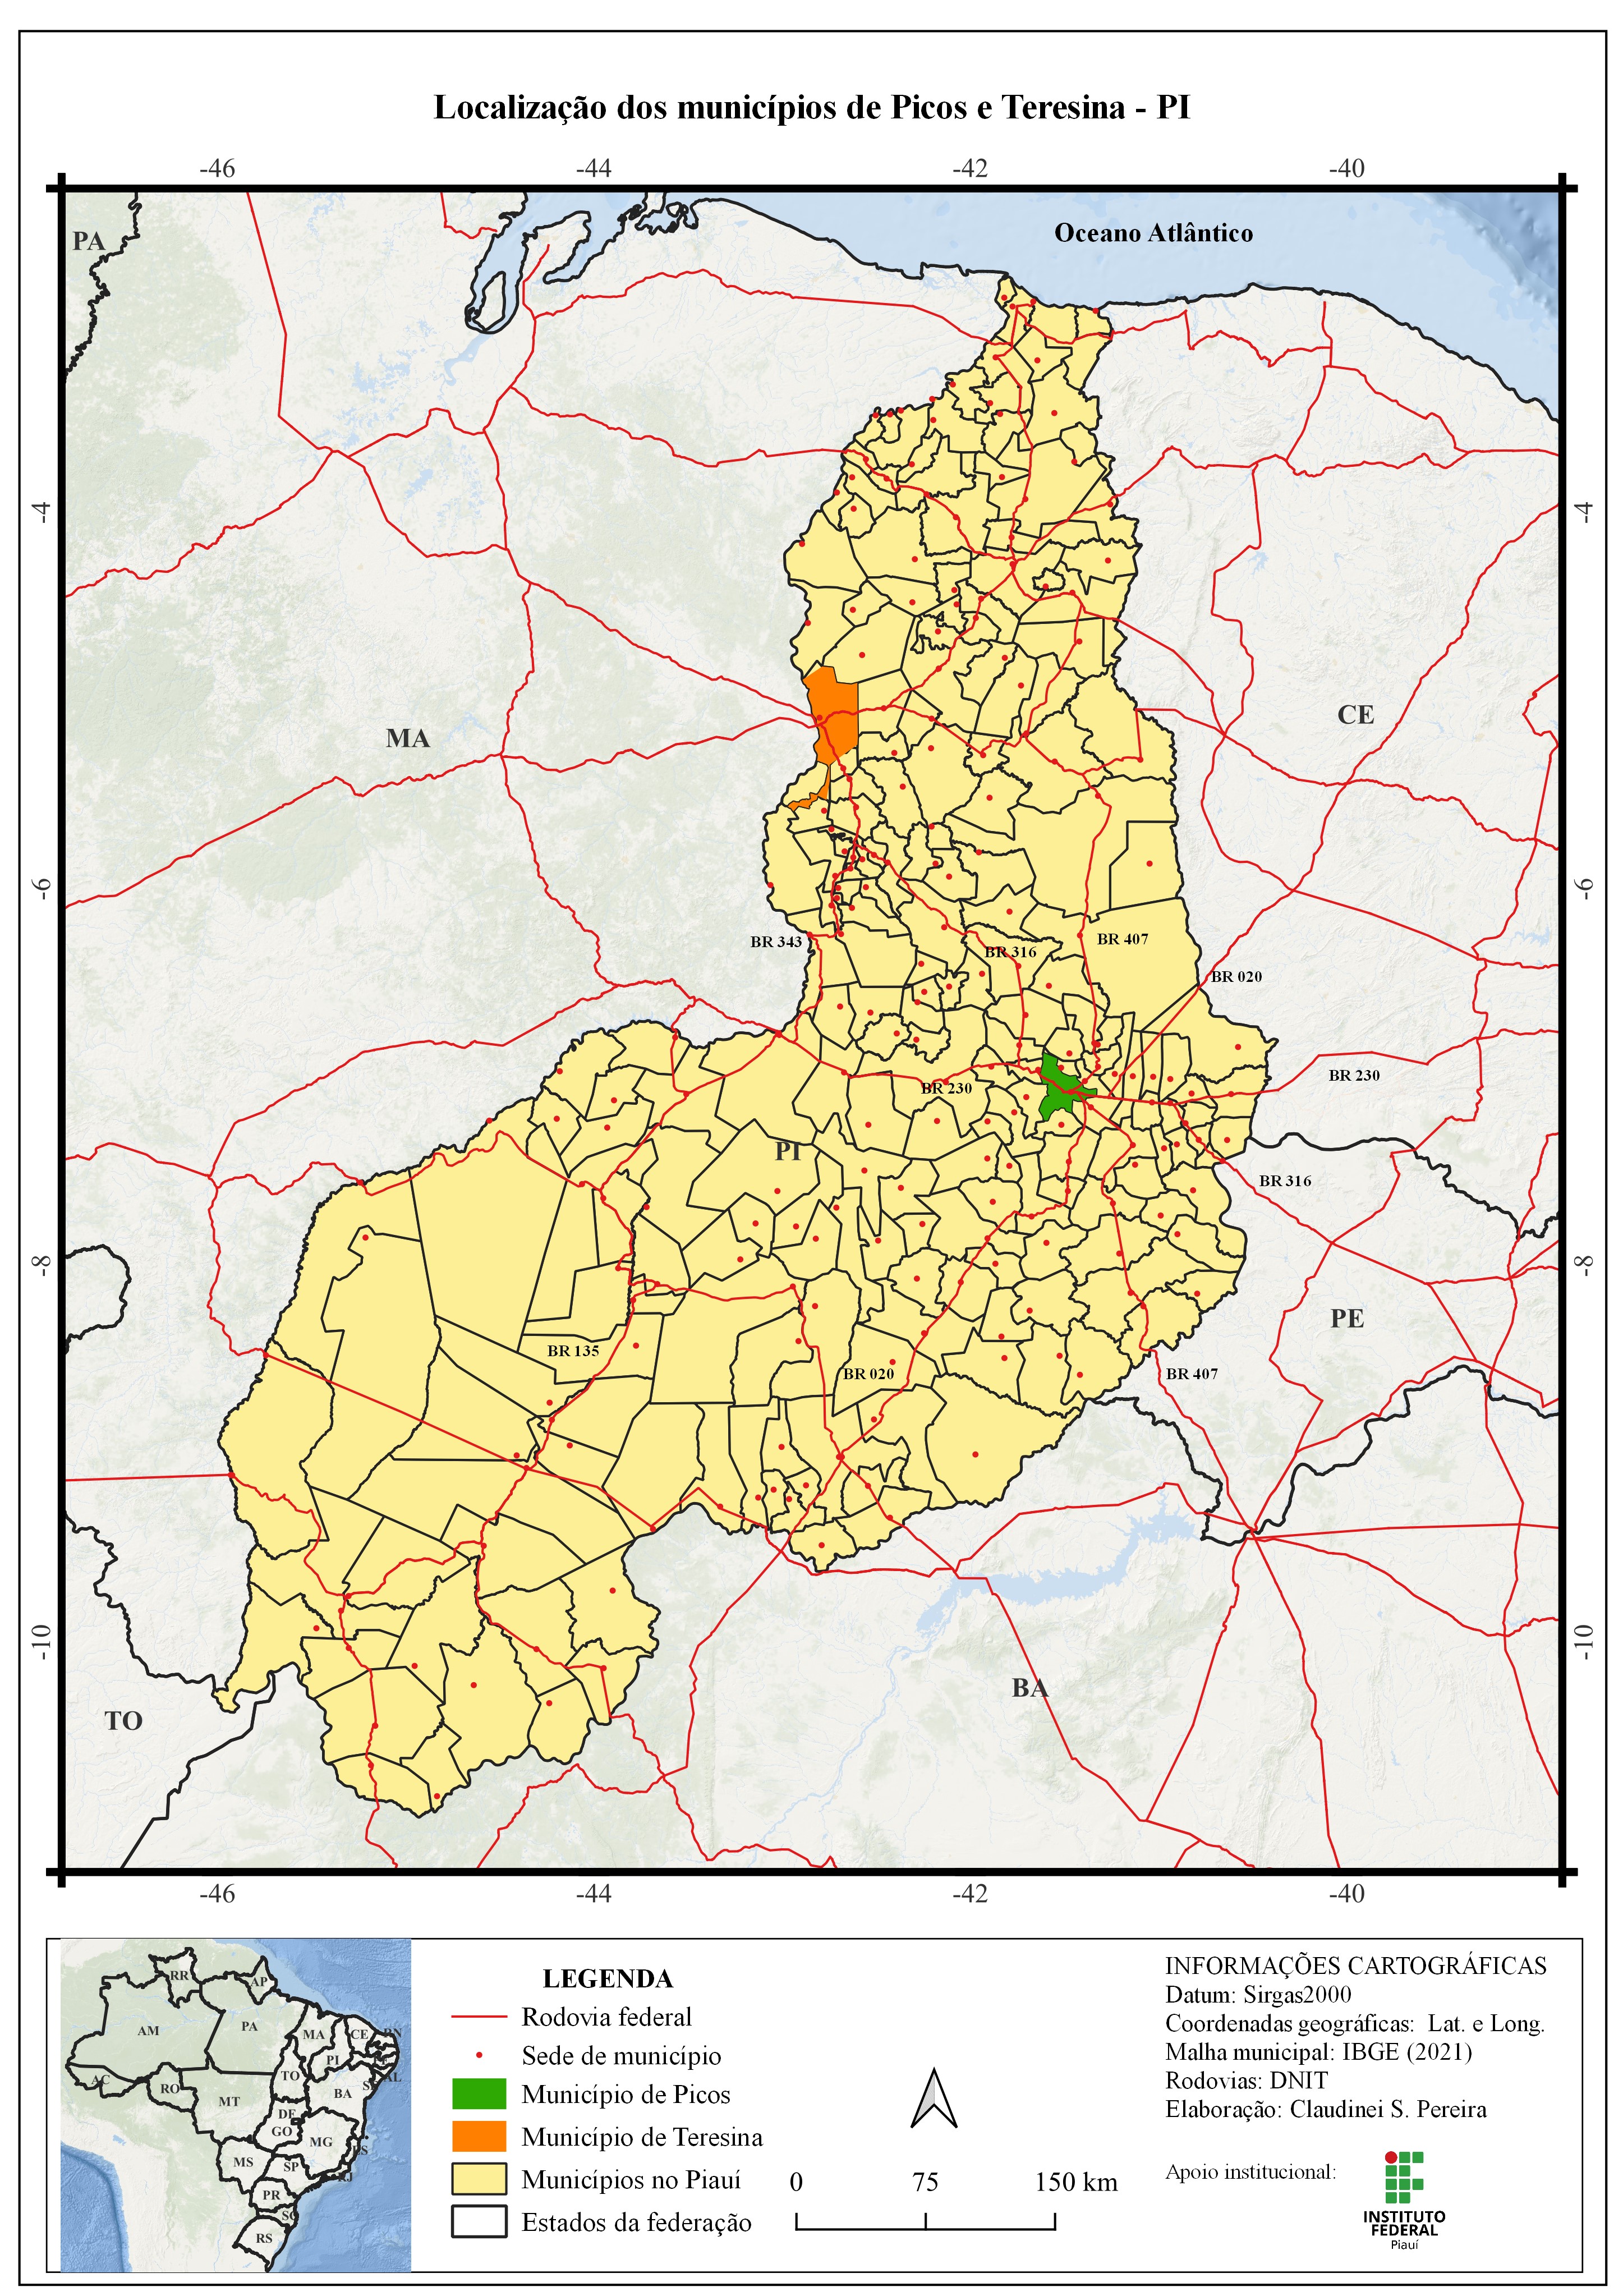 Localização dos municípios de Picos e Teresina - PI
-46 -44 -42 -40
PA
Oceano Atlântico
-4 -4
MA
CE
-6 -6
BR 343
BR 316
BR 407
BR 020
BR 230
BR 230
PI
BR 316
-8 -8
PE
BR 135
BR 020
BR 407
-10 -10
BA
TO
-46 -44 -42 -40
RR
AP
AM
PA
MA
CE
RN
PI
AC
RO
TO
AL
MT
BA
DF
GO
MG
ES
MS
SP
RJ
PR
SC
RS
LEGENDA
Rodovia federal
Sede de município
Município de Picos
Município de Teresina
Municípios no Piauí
Estados da federação
0 75 150 km
INFORMAÇÕES CARTOGRÁFICAS
Datum: Sirgas2000
Coordenadas geográficas: Lat. e Long.
Malha municipal: IBGE (2021)
Rodovias: DNIT
Elaboração: Claudinei S. Pereira
Apoio institucional:
INSTITUTO
FEDERAL
Piauí